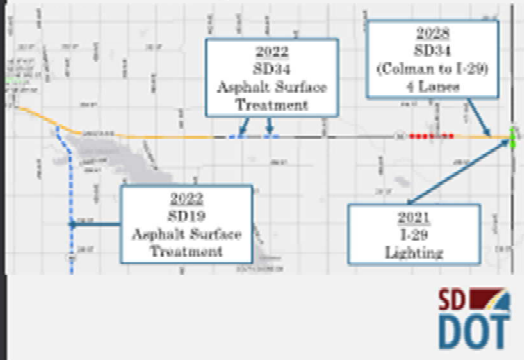 2022
SD34
Asphalt Surface
Treatment
2028
SD34
(Colman to I-29)
4 Lanes
2022
SD19
Asphalt Surface
Treatment
2021
I-29
Lighting
SD
DOT